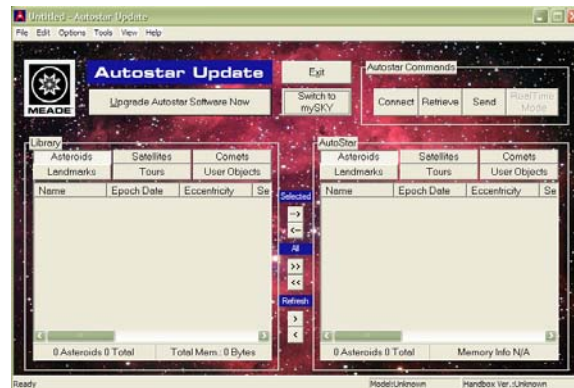 Untitled - Autostar Update
File Edit Options Tools View Help
MEADE
Autostar Update
Upgrade Autostar Software Now
Exit
Switch to mySKY
Autostar Commands
Connect Retrieve Send RealTime Mode
Library
Asteroids Satellites Comets
Landmarks Tours User Objects
Name Epoch Date Eccentricity Se
0 Asteroids 0 Total Total Mem.: 0 Bytes
Selected
-->
<--
All
>>
<<
Refresh
>
<
AutoStar
Asteroids Satellites Comets
Landmarks Tours User Objects
Name Epoch Date Eccentricity Se
0 Asteroids 0 Total Memory Info N/A
Ready Model:Unknown Handbox Ver.:Unknown